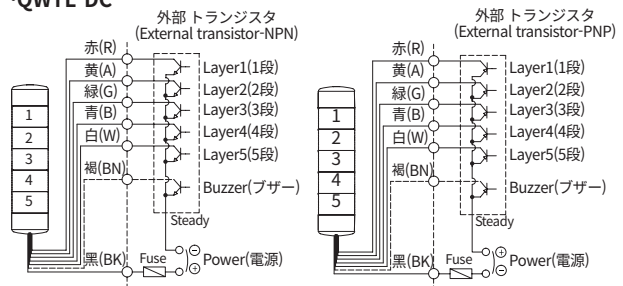 •QWTL-DC
外部 トランジスタ
(External transistor-NPN)
赤(R)
黄(A)
緑(G)
青(B)
白(W)
褐(BN)
黒(BK)
1
2
3
4
5
Layer1(1段)
Layer2(2段)
Layer3(3段)
Layer4(4段)
Layer5(5段)
Buzzer(ブザー)
Steady
Fuse
Power(電源)
外部 トランジスタ
(External transistor-PNP)
赤(R)
黄(A)
緑(G)
青(B)
白(W)
褐(BN)
黒(BK)
1
2
3
4
5
Layer1(1段)
Layer2(2段)
Layer3(3段)
Layer4(4段)
Layer5(5段)
Buzzer(ブザー)
Steady
Fuse
Power(電源)